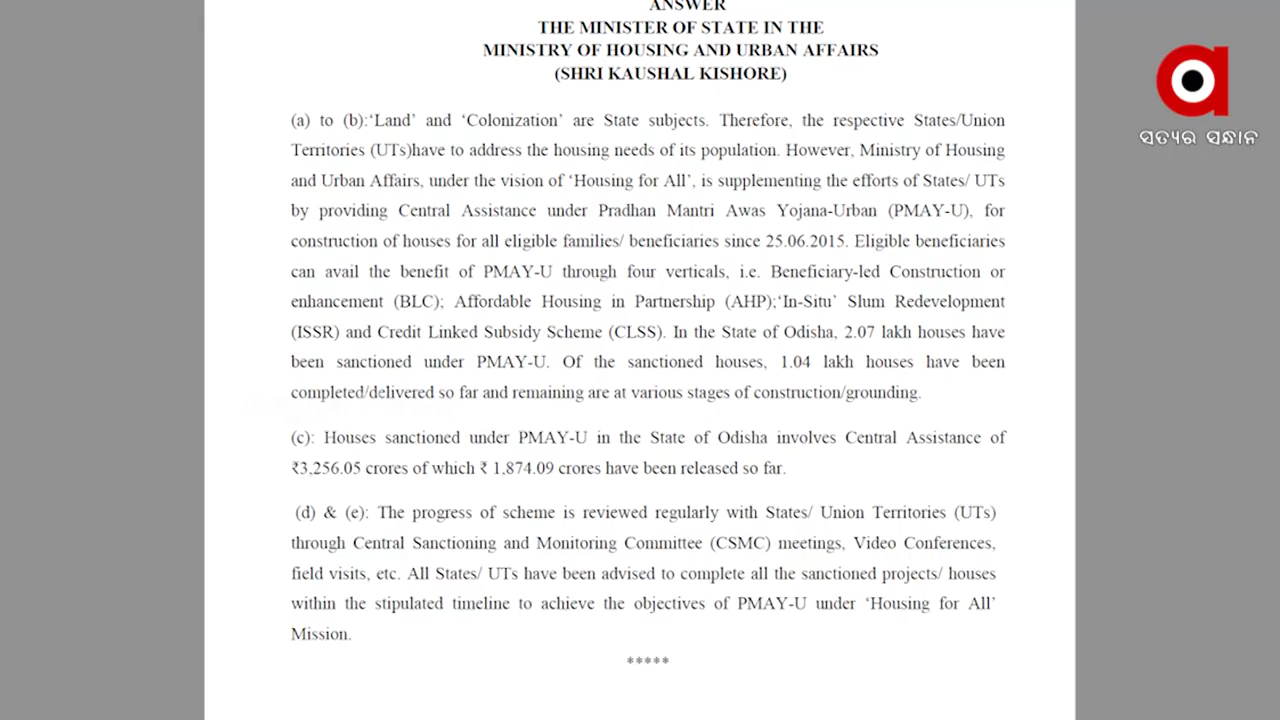 ANSWER
THE MINISTER OF STATE IN THE
MINISTRY OF HOUSING AND URBAN AFFAIRS
(SHRI KAUSHAL KISHORE)
(a) to (b):‘Land’ and ‘Colonization’ are State subjects. Therefore, the respective States/Union
Territories (UTs)have to address the housing needs of its population. However, Ministry of Housing
and Urban Affairs, under the vision of ‘Housing for All’, is supplementing the efforts of States/ UTs
by providing Central Assistance under Pradhan Mantri Awas Yojana-Urban (PMAY-U), for
construction of houses for all eligible families/ beneficiaries since 25.06.2015. Eligible beneficiaries
can avail the benefit of PMAY-U through four verticals, i.e. Beneficiary-led Construction or
enhancement (BLC); Affordable Housing in Partnership (AHP);‘In-Situ’ Slum Redevelopment
(ISSR) and Credit Linked Subsidy Scheme (CLSS). In the State of Odisha, 2.07 lakh houses have
been sanctioned under PMAY-U. Of the sanctioned houses, 1.04 lakh houses have been
completed/delivered so far and remaining are at various stages of construction/grounding.
(c): Houses sanctioned under PMAY-U in the State of Odisha involves Central Assistance of
₹3,256.05 crores of which ₹ 1,874.09 crores have been released so far.
(d) & (e): The progress of scheme is reviewed regularly with States/ Union Territories (UTs)
through Central Sanctioning and Monitoring Committee (CSMC) meetings, Video Conferences,
field visits, etc. All States/ UTs have been advised to complete all the sanctioned projects/ houses
within the stipulated timeline to achieve the objectives of PMAY-U under ‘Housing for All’
Mission.
*****
a
ସତ୍ୟର ସନ୍ଧାନ